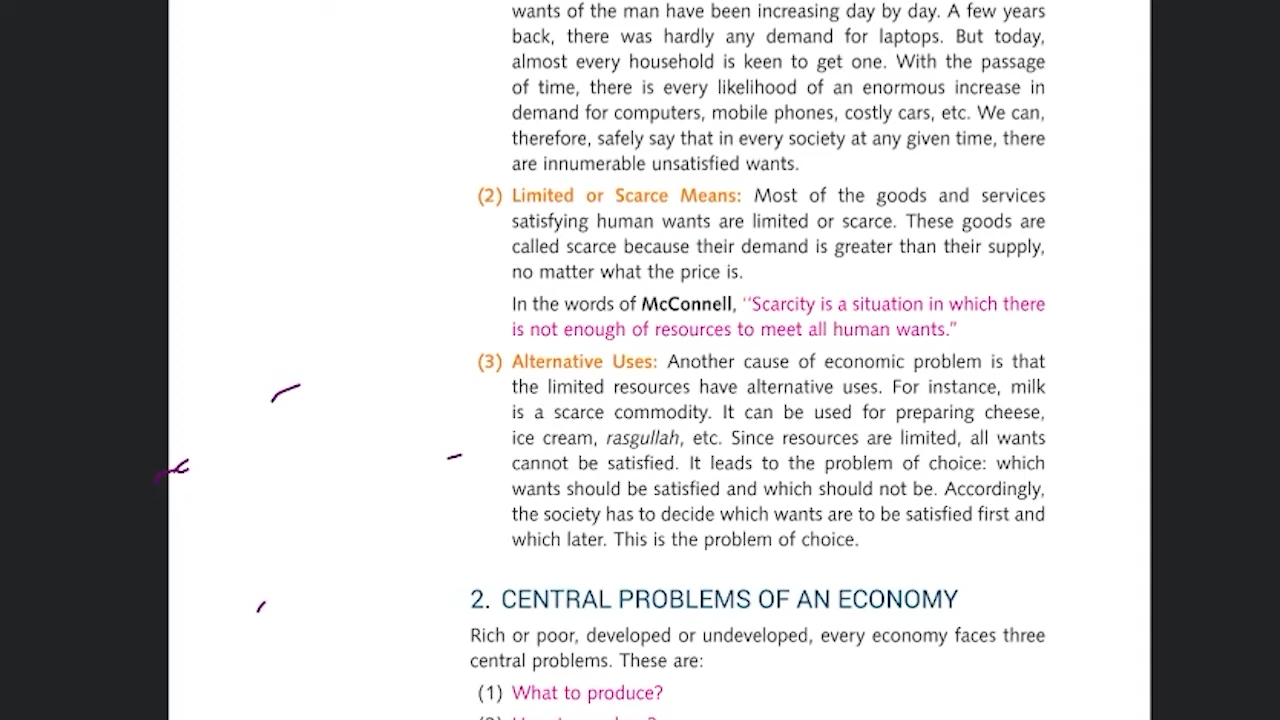 wants of the man have been increasing day by day. A few years
back, there was hardly any demand for laptops. But today,
almost every household is keen to get one. With the passage
of time, there is every likelihood of an enormous increase in
demand for computers, mobile phones, costly cars, etc. We can,
therefore, safely say that in every society at any given time, there
are innumerable unsatisfied wants.
(2) Limited or Scarce Means: Most of the goods and services
satisfying human wants are limited or scarce. These goods are
called scarce because their demand is greater than their supply,
no matter what the price is.
In the words of McConnell, ‘‘Scarcity is a situation in which there
is not enough of resources to meet all human wants.”
(3) Alternative Uses: Another cause of economic problem is that
the limited resources have alternative uses. For instance, milk
is a scarce commodity. It can be used for preparing cheese,
ice cream, rasgullah, etc. Since resources are limited, all wants
cannot be satisfied. It leads to the problem of choice: which
wants should be satisfied and which should not be. Accordingly,
the society has to decide which wants are to be satisfied first and
which later. This is the problem of choice.
2. CENTRAL PROBLEMS OF AN ECONOMY
Rich or poor, developed or undeveloped, every economy faces three
central problems. These are:
(1) What to produce?